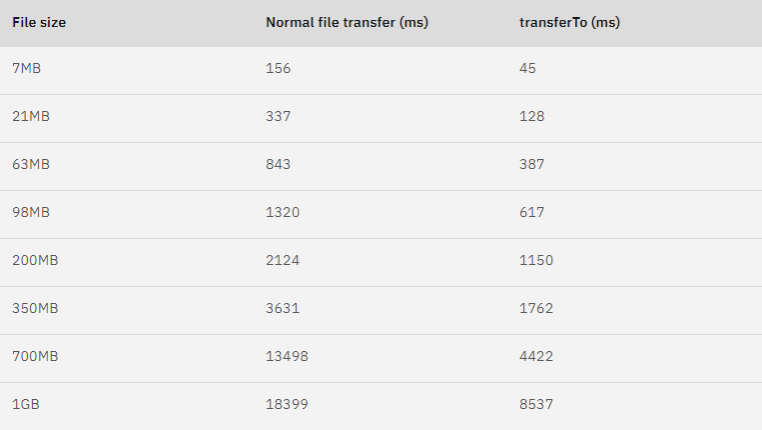 File size Normal file transfer (ms) transferTo (ms)
7MB 156 45
21MB 337 128
63MB 843 387
98MB 1320 617
200MB 2124 1150
350MB 3631 1762
700MB 13498 4422
1GB 18399 8537